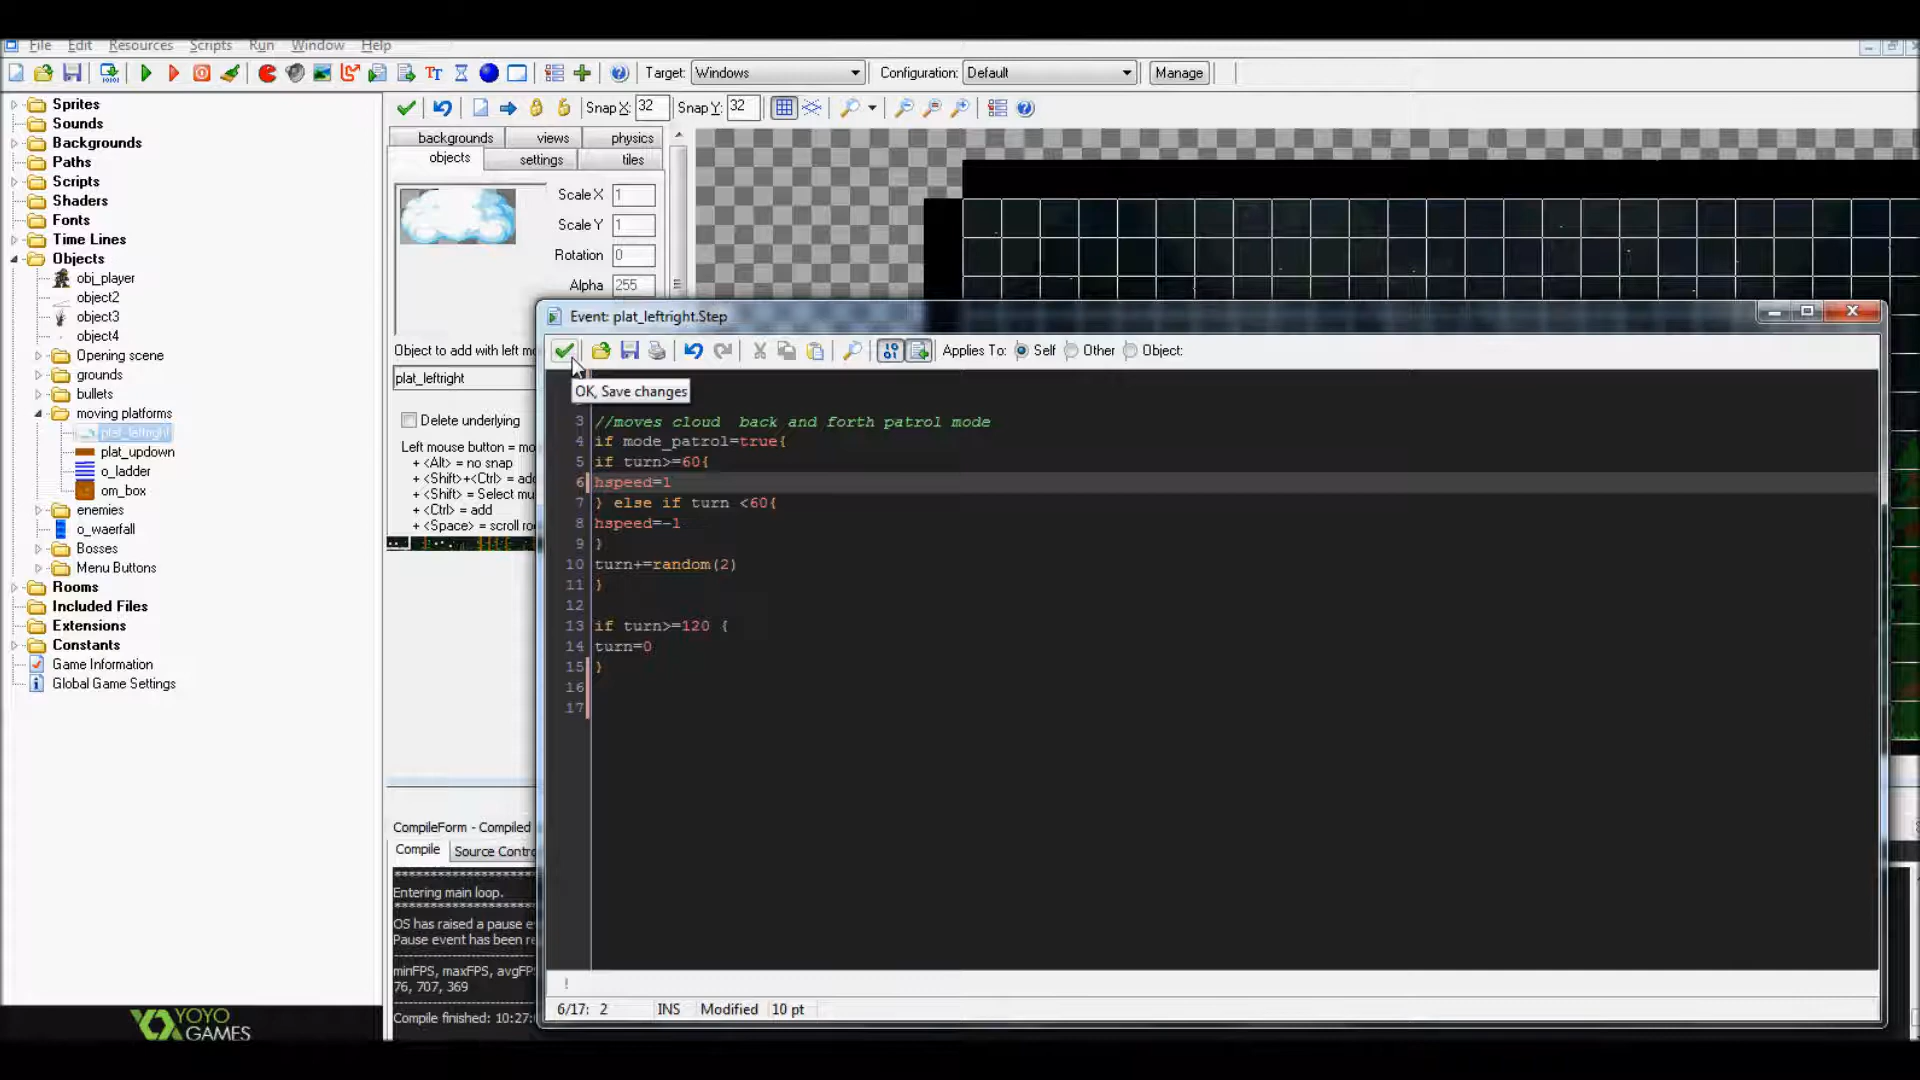 File Edit Resources Scripts Run Window Help
Target: Windows Configuration: Default Manage
Snap X: 32 Snap Y: 32
Sprites
Sounds
Backgrounds
Paths
Scripts
Shaders
Fonts
Time Lines
Objects
obj_player
object2
object3
object4
Opening scene
grounds
bullets
moving platforms
plat_leftright
plat_updown
o_ladder
om_box
enemies
o_waerfall
Bosses
Menu Buttons
Rooms
Included Files
Extensions
Constants
Game Information
Global Game Settings
YOYO
GAMES
backgrounds views physics
objects settings tiles
Scale X 1
Scale Y 1
Rotation 0
Alpha 255
Object to add with left
plat_leftright
Delete underlying
Left mouse button =
+ <Alt> = no snap
+ <Shift>+<Ctrl> =
+ <Shift> = Select
+ <Ctrl> = add
+ <Space> = scroll
CompileForm - Compiled
Compile Source Contro
Entering main loop.
OS has raised a pause
Pause event has been
minFPS, maxFPS, avgFP
76, 707, 369
Compile finished: 10:27:
Event: plat_leftright.Step
Applies To: Self Other Object:
OK, Save changes
3 //moves cloud  back and forth patrol mode
4 if mode_patrol=true{
5 if turn>=60{
6 hspeed=1
7 } else if turn <60{
8 hspeed=-1
9 }
10 turn+=random(2)
11 }
12
13 if turn>=120 {
14 turn=0
15 }
16
17
!
6/17: 2 INS Modified 10 pt